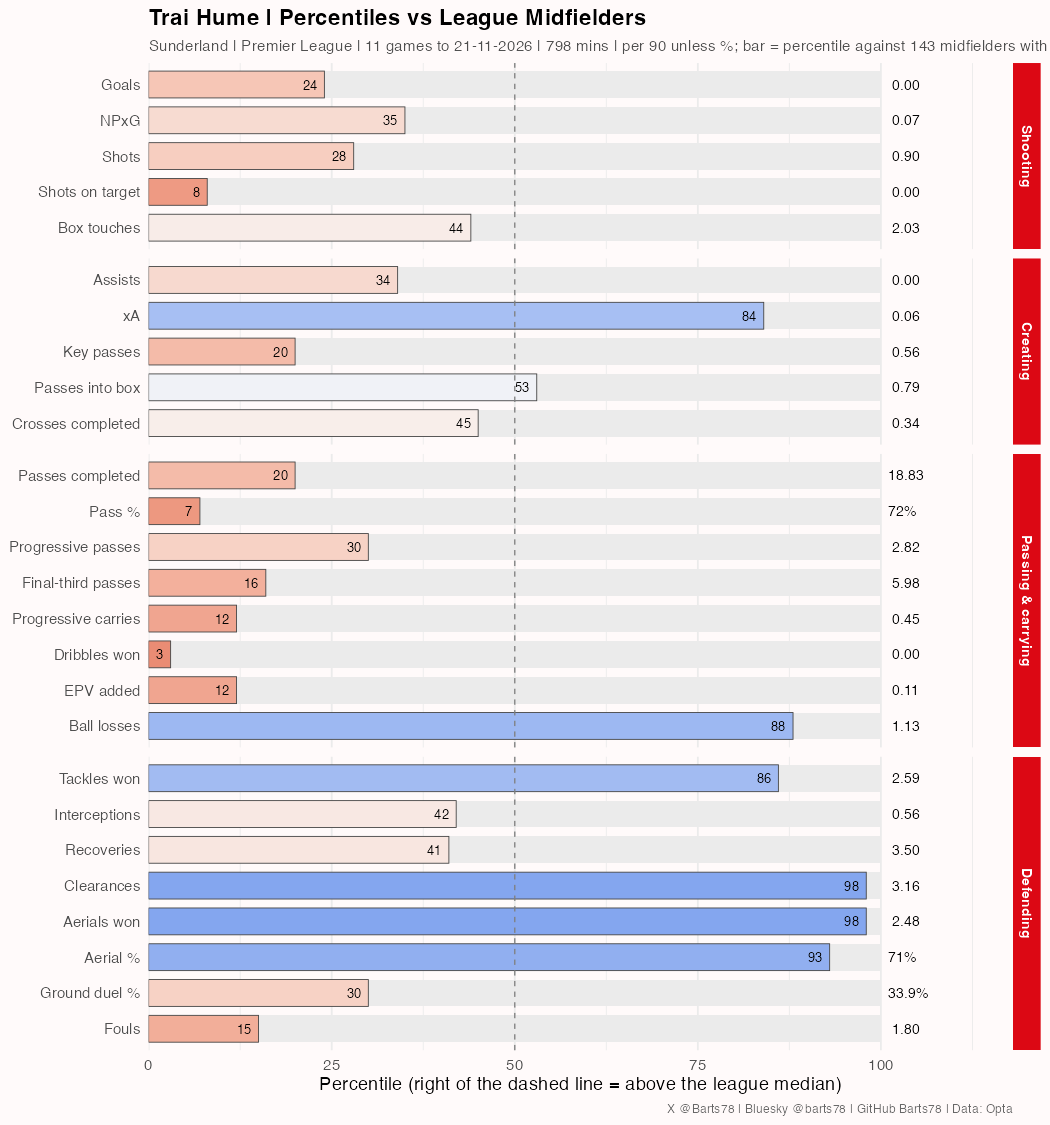 Trai Hume | Percentiles vs League Midfielders
Sunderland | Premier League | 11 games to 21-11-2026 | 798 mins | per 90 unless %; bar = percentile against 143 midfielders with
Goals 24 0.00
NPxG 35 0.07
Shots 28 0.90
Shots on target 8 0.00
Box touches 44 2.03
Shooting
Assists 34 0.00
xA 84 0.06
Key passes 20 0.56
Passes into box 53 0.79
Crosses completed 45 0.34
Creating
Passes completed 20 18.83
Pass % 7 72%
Progressive passes 30 2.82
Final-third passes 16 5.98
Progressive carries 12 0.45
Dribbles won 3 0.00
EPV added 12 0.11
Ball losses 88 1.13
Passing & carrying
Tackles won 86 2.59
Interceptions 42 0.56
Recoveries 41 3.50
Clearances 98 3.16
Aerials won 98 2.48
Aerial % 93 71%
Ground duel % 30 33.9%
Fouls 15 1.80
Defending
0 25 50 75 100
Percentile (right of the dashed line = above the league median)
X @Barts78 | Bluesky @barts78 | GitHub Barts78 | Data: Opta